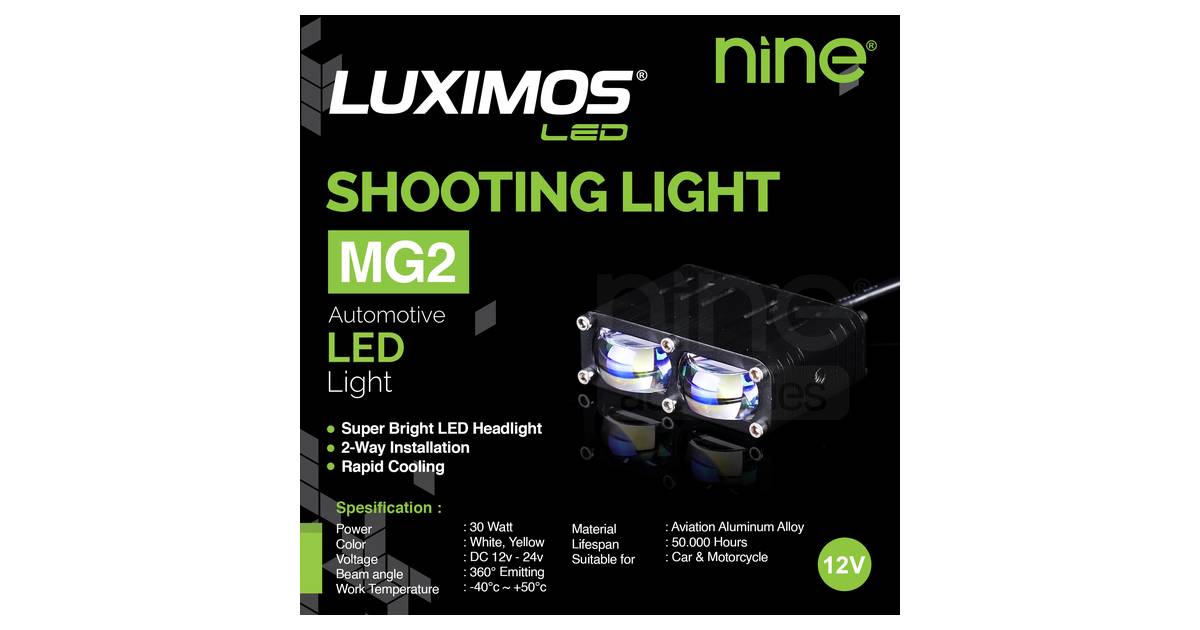 nine®
LUXIMOS®
LED
SHOOTING LIGHT
MG2
Automotive
LED
Light
• Super Bright LED Headlight
• 2-Way Installation
• Rapid Cooling
Spesification :
Power : 30 Watt
Color : White, Yellow
Voltage : DC 12v - 24v
Beam angle : 360° Emitting
Work Temperature : -40°c ~ +50°c
Material : Aviation Aluminum Alloy
Lifespan : 50.000 Hours
Suitable for : Car & Motorcycle
12V
nine®